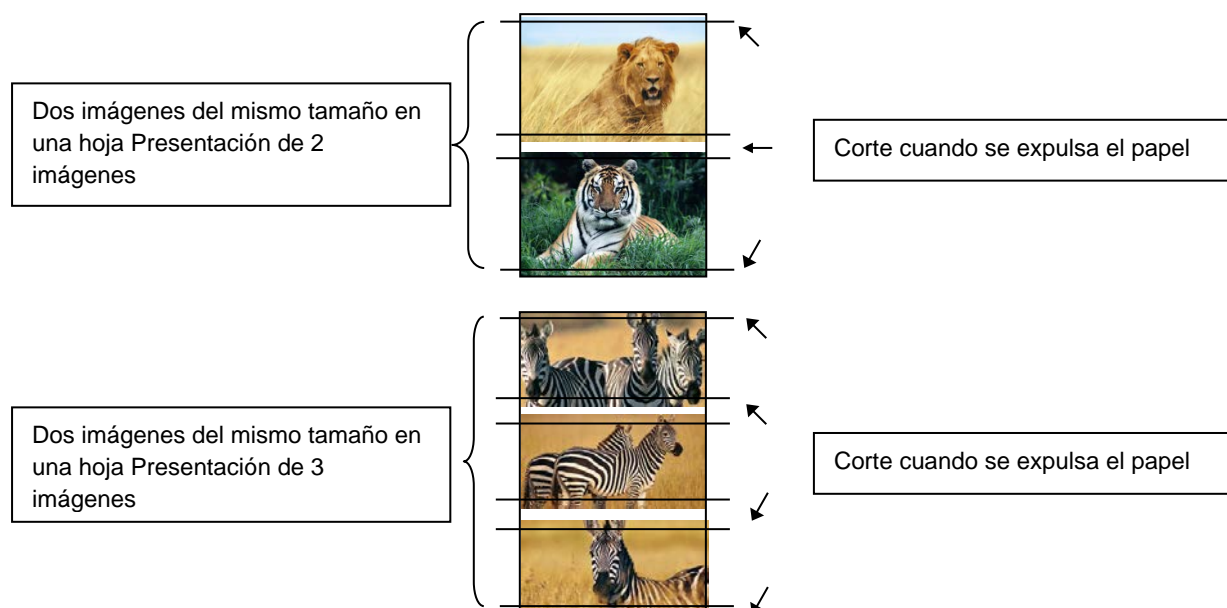 Dos imágenes del mismo tamaño en
una hoja Presentación de 2
imágenes
Corte cuando se expulsa el papel
Dos imágenes del mismo tamaño en
una hoja Presentación de 3
imágenes
Corte cuando se expulsa el papel